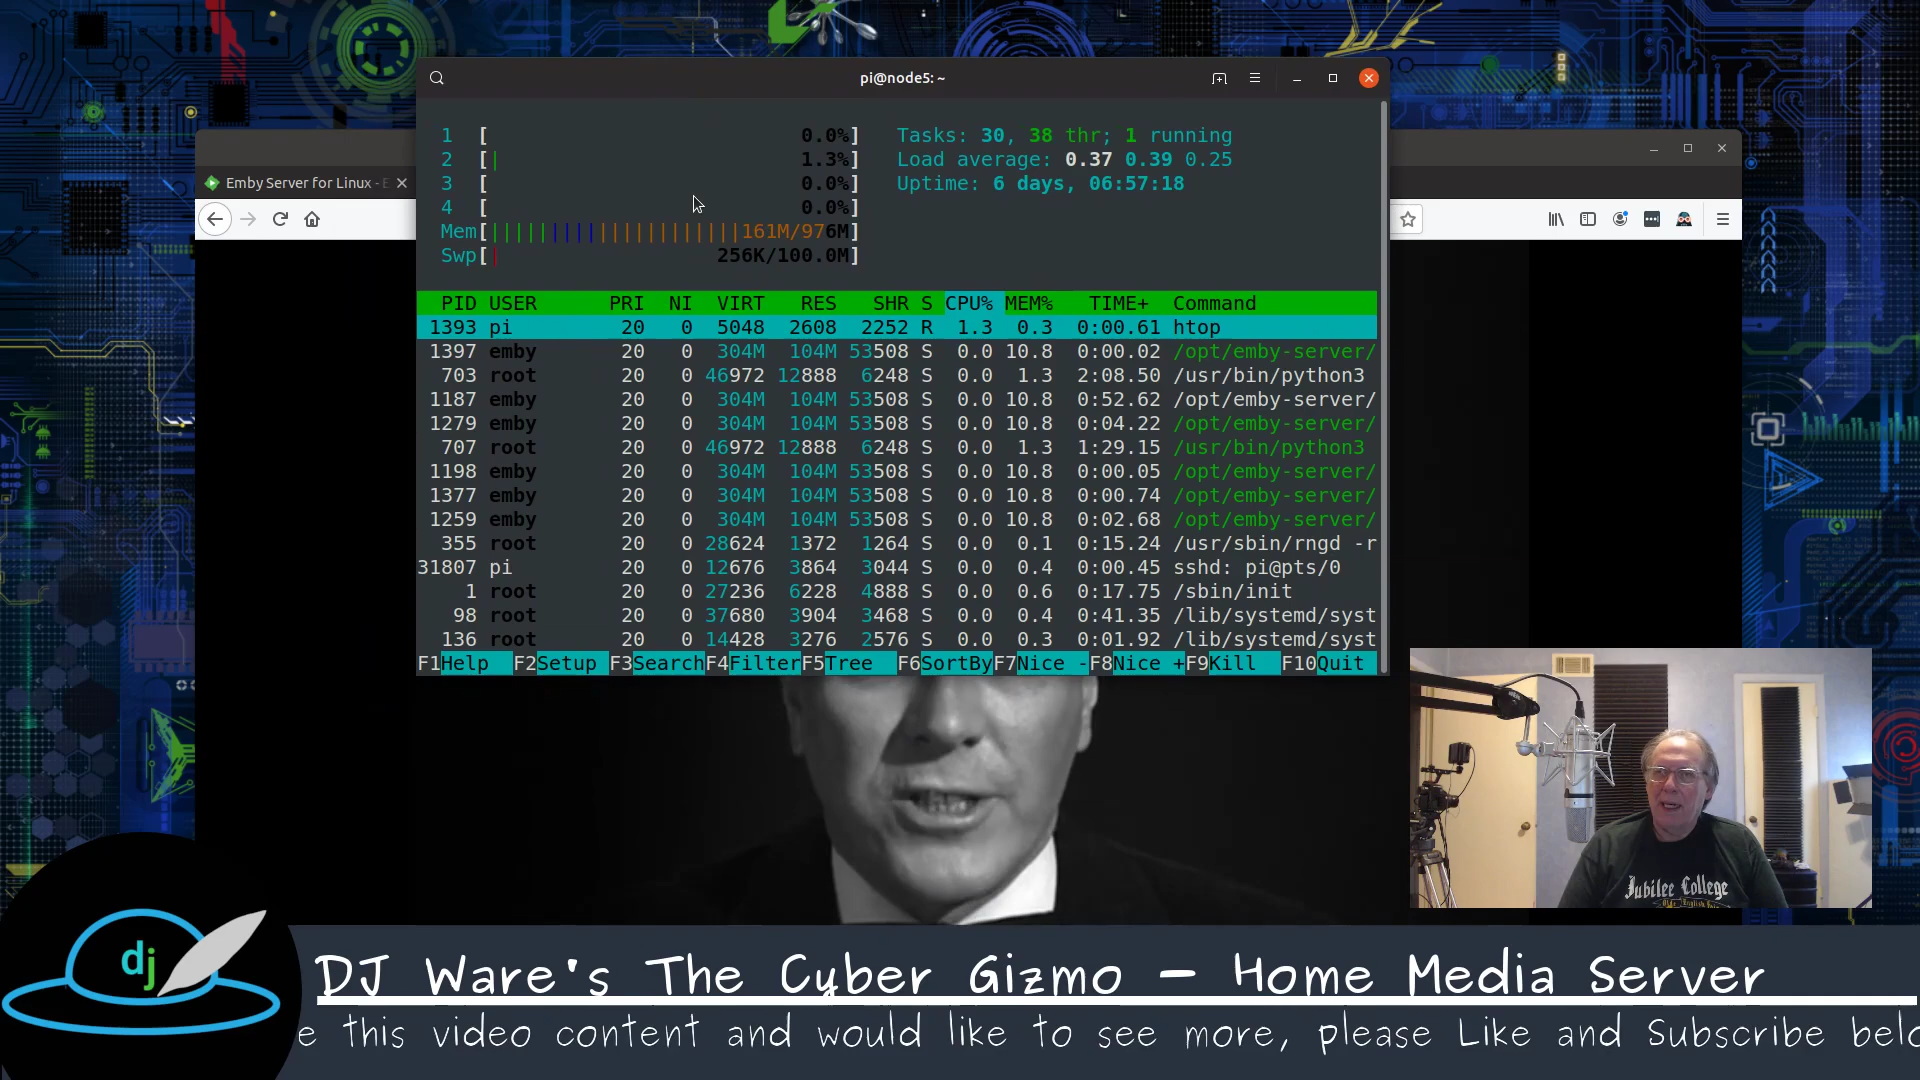 pi@node5: ~
1 [ 0.0%] Tasks: 30, 38 thr; 1 running
2 [| 1.3%] Load average: 0.37 0.39 0.25
3 [ 0.0%] Uptime: 6 days, 06:57:18
4 [ 0.0%]
Mem[|||||||||||||||||||||161M/976M]
Swp[| 256K/100.0M]
Emby Server for Linux - E
PID USER PRI NI VIRT RES SHR S CPU% MEM% TIME+ Command
1393 pi 20 0 5048 2608 2252 R 1.3 0.3 0:00.61 htop
1397 emby 20 0 304M 104M 53508 S 0.0 10.8 0:00.02 /opt/emby-server/
703 root 20 0 46972 12888 6248 S 0.0 1.3 2:08.50 /usr/bin/python3
1187 emby 20 0 304M 104M 53508 S 0.0 10.8 0:52.62 /opt/emby-server/
1279 emby 20 0 304M 104M 53508 S 0.0 10.8 0:04.22 /opt/emby-server/
707 root 20 0 46972 12888 6248 S 0.0 1.3 1:29.15 /usr/bin/python3
1198 emby 20 0 304M 104M 53508 S 0.0 10.8 0:00.05 /opt/emby-server/
1377 emby 20 0 304M 104M 53508 S 0.0 10.8 0:00.74 /opt/emby-server/
1259 emby 20 0 304M 104M 53508 S 0.0 10.8 0:02.68 /opt/emby-server/
355 root 20 0 28624 1372 1264 S 0.0 0.1 0:15.24 /usr/sbin/rngd -r
31807 pi 20 0 12676 3864 3044 S 0.0 0.4 0:00.45 sshd: pi@pts/0
1 root 20 0 27236 6228 4888 S 0.0 0.6 0:17.75 /sbin/init
98 root 20 0 37680 3904 3468 S 0.0 0.4 0:41.35 /lib/systemd/syst
136 root 20 0 14428 3276 2576 S 0.0 0.3 0:01.92 /lib/systemd/syst
F1Help F2Setup F3SearchF4FilterF5Tree F6SortByF7Nice -F8Nice +F9Kill F10Quit
Jubilee College
dj
DJ Ware's The Cyber Gizmo – Home Media Server
e this video content and would like to see more, please Like and Subscribe belo